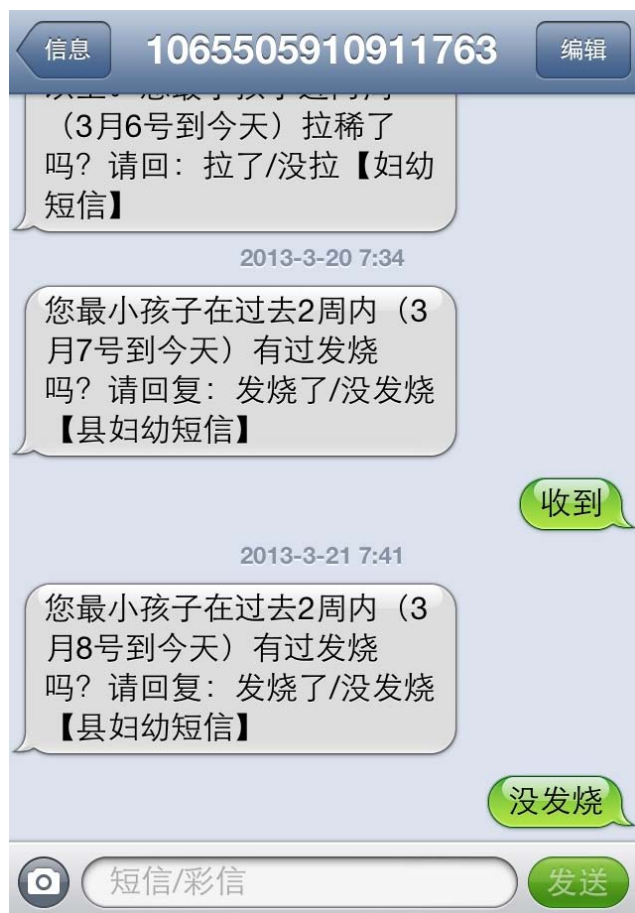 信息
1065505910911763
编辑
（3月6号到今天）拉稀了
吗？请回：拉了/没拉【妇幼
短信】
2013-3-20 7:34
您最小孩子在过去2周内（3
月7号到今天）有过发烧
吗？请回复：发烧了/没发烧
【县妇幼短信】
收到
2013-3-21 7:41
您最小孩子在过去2周内（3
月8号到今天）有过发烧
吗？请回复：发烧了/没发烧
【县妇幼短信】
没发烧
短信/彩信
发送